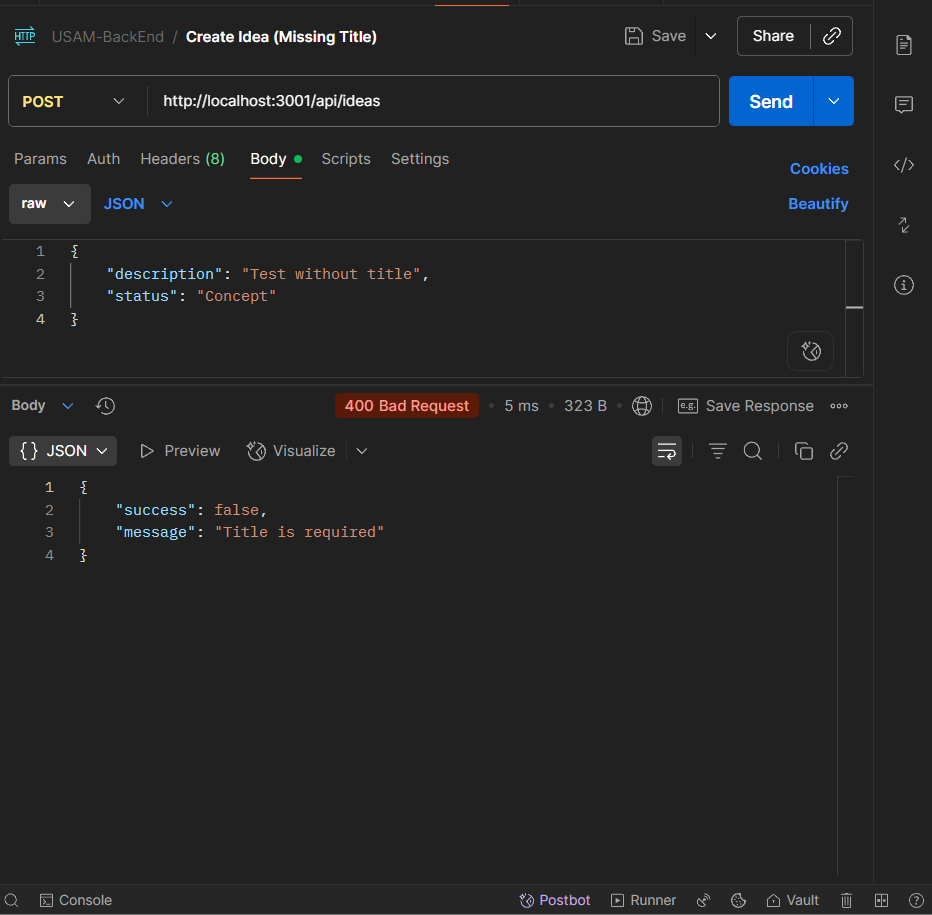 HTTP USAM-BackEnd / Create Idea (Missing Title) Save Share
POST http://localhost:3001/api/ideas Send
Params Auth Headers (8) Body Scripts Settings Cookies
raw JSON Beautify
1 {
2 "description": "Test without title",
3 "status": "Concept"
4 }
Body 400 Bad Request • 5 ms • 323 B • e.g. Save Response
{} JSON Preview Visualize
1 {
2 "success": false,
3 "message": "Title is required"
4 }
Console Postbot Runner Vault